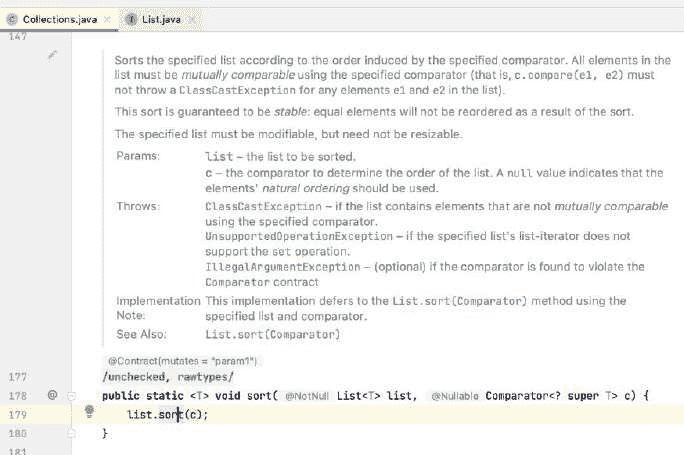 Collections.java
List.java
147
Sorts the specified list according to the order induced by the specified comparator. All elements in the
list must be mutually comparable using the specified comparator (that is, c.compare(e1, e2) must
not throw a ClassCastException for any elements e1 and e2 in the list).
This sort is guaranteed to be stable: equal elements will not be reordered as a result of the sort.
The specified list must be modifiable, but need not be resizable.
Params: list – the list to be sorted.
c – the comparator to determine the order of the list. A null value indicates that the
elements' natural ordering should be used.
Throws: ClassCastException – if the list contains elements that are not mutually comparable
using the specified comparator.
UnsupportedOperationException – if the specified list's list-iterator does not
support the set operation.
IllegalArgumentException – (optional) if the comparator is found to violate the
Comparator contract
Implementation This implementation defers to the List.sort(Comparator) method using the
Note: specified list and comparator.
See Also: List.sort(Comparator)
@Contract(mutates = "param1")
177 /unchecked, rawtypes/
178 @ public static <T> void sort( @NotNull List<T> list, @Nullable Comparator<? super T> c) {
179 list.sort(c);
180 }
181